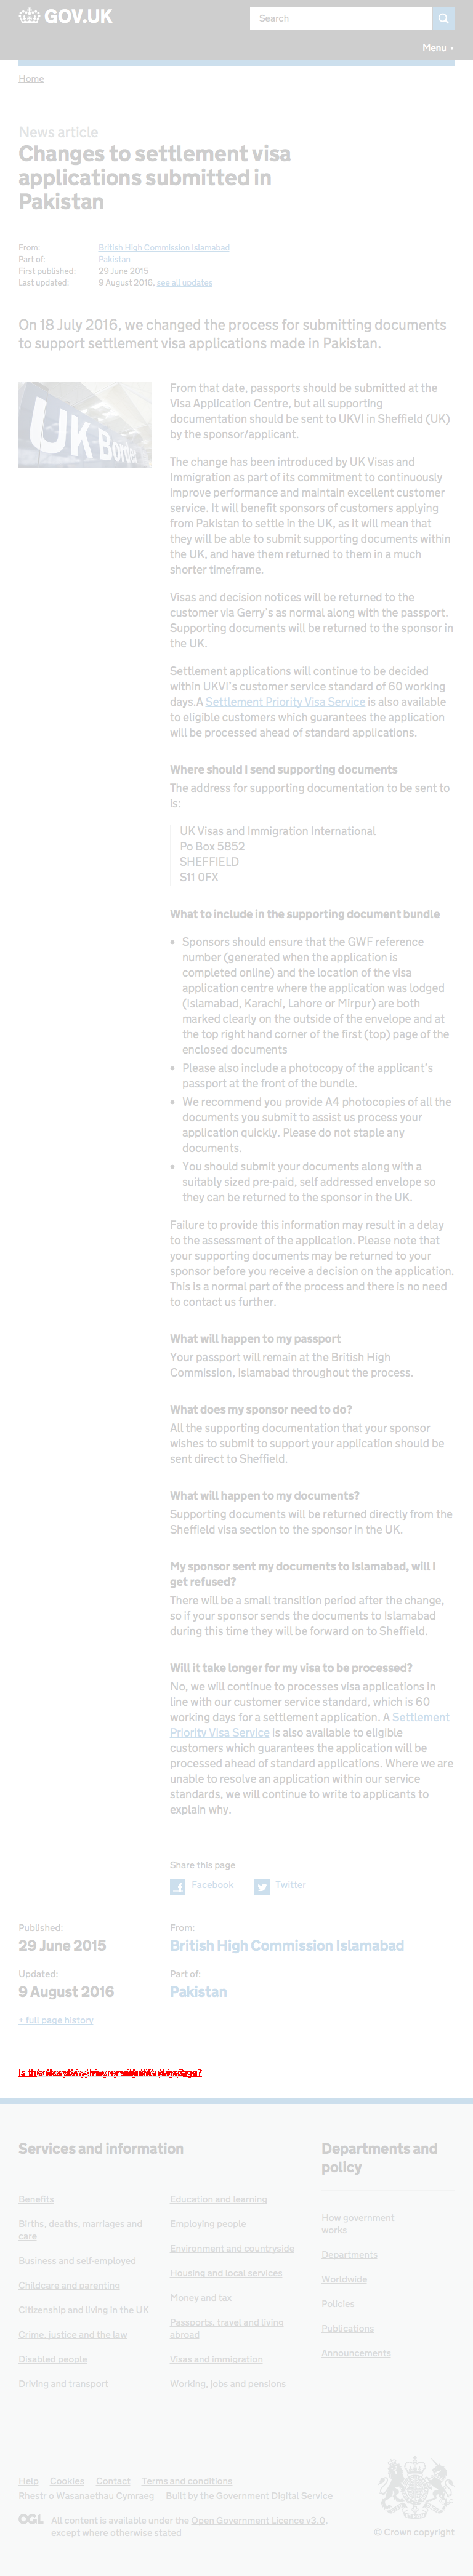 GOV.UK
Search
Menu
Home
News article
Changes to settlement visa
applications submitted in
Pakistan
From: British High Commission Islamabad
Part of: Pakistan
First published: 29 June 2015
Last updated: 9 August 2016, see all updates
On 18 July 2016, we changed the process for submitting documents
to support settlement visa applications made in Pakistan.
UK Border
From that date, passports should be submitted at the
Visa Application Centre, but all supporting
documentation should be sent to UKVI in Sheffield (UK)
by the sponsor/applicant.
The change has been introduced by UK Visas and
Immigration as part of its commitment to continuously
improve performance and maintain excellent customer
service. It will benefit sponsors of customers applying
from Pakistan to settle in the UK, as it will mean that
they will be able to submit supporting documents within
the UK, and have them returned to them in a much
shorter timeframe.
Visas and decision notices will be returned to the
customer via Gerry's as normal along with the passport.
Supporting documents will be returned to the sponsor in
the UK.
Settlement applications will continue to be decided
within UKVI's customer service standard of 60 working
days.A Settlement Priority Visa Service is also available
to eligible customers which guarantees the application
will be processed ahead of standard applications.
Where should I send supporting documents
The address for supporting documentation to be sent to
is:
UK Visas and Immigration International
Po Box 5852
SHEFFIELD
S11 0FX
What to include in the supporting document bundle
• Sponsors should ensure that the GWF reference
number (generated when the application is
completed online) and the location of the visa
application centre where the application was lodged
(Islamabad, Karachi, Lahore or Mirpur) are both
marked clearly on the outside of the envelope and at
the top right hand corner of the first (top) page of the
enclosed documents
• Please also include a photocopy of the applicant's
passport at the front of the bundle.
• We recommend you provide A4 photocopies of all the
documents you submit to assist us process your
application quickly. Please do not staple any
documents.
• You should submit your documents along with a
suitably sized pre-paid, self addressed envelope so
they can be returned to the sponsor in the UK.
Failure to provide this information may result in a delay
to the assessment of the application. Please note that
your supporting documents may be returned to your
sponsor before you receive a decision on the application.
This is a normal part of the process and there is no need
to contact us further.
What will happen to my passport
Your passport will remain at the British High
Commission, Islamabad throughout the process.
What does my sponsor need to do?
All the supporting documentation that your sponsor
wishes to submit to support your application should be
sent direct to Sheffield.
What will happen to my documents?
Supporting documents will be returned directly from the
Sheffield visa section to the sponsor in the UK.
My sponsor sent my documents to Islamabad, will I
get refused?
There will be a small transition period after the change,
so if your sponsor sends the documents to Islamabad
during this time they will be forward on to Sheffield.
Will it take longer for my visa to be processed?
No, we will continue to processes visa applications in
line with our customer service standard, which is 60
working days for a settlement application. A Settlement
Priority Visa Service is also available to eligible
customers which guarantees the application will be
processed ahead of standard applications. Where we are
unable to resolve an application within our service
standards, we will continue to write to applicants to
explain why.
Share this page
Facebook Twitter
Published: From:
29 June 2015 British High Commission Islamabad
Updated: Part of:
9 August 2016 Pakistan
+ full page history
page?
Services and information
Benefits
Births, deaths, marriages and
care
Business and self-employed
Childcare and parenting
Citizenship and living in the UK
Crime, justice and the law
Disabled people
Driving and transport
Education and learning
Employing people
Environment and countryside
Housing and local services
Money and tax
Passports, travel and living
abroad
Visas and immigration
Working, jobs and pensions
Departments and
policy
How government
works
Departments
Worldwide
Policies
Publications
Announcements
Help Cookies Contact Terms and conditions
Rhestr o Wasanaethau Cymraeg Built by the Government Digital Service
OGL All content is available under the Open Government Licence v3.0,
except where otherwise stated
© Crown copyright